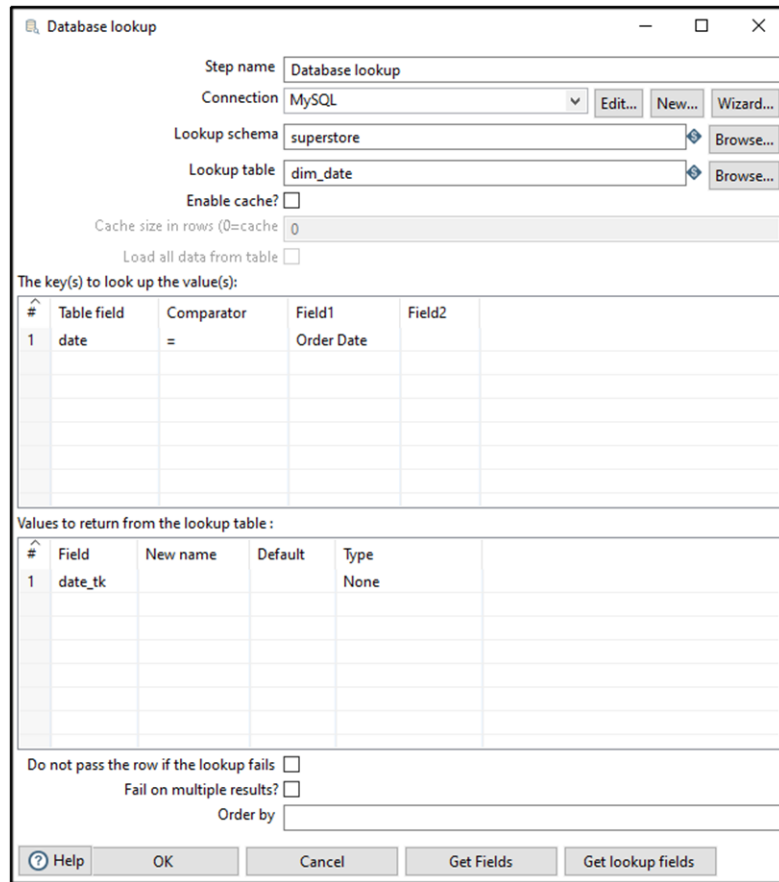 Database lookup
Step name Database lookup
Connection MySQL Edit... New... Wizard...
Lookup schema superstore Browse...
Lookup table dim_date Browse...
Enable cache?
Cache size in rows (0=cache 0
Load all data from table
The key(s) to look up the value(s):
# Table field Comparator Field1 Field2
1 date = Order Date
Values to return from the lookup table :
# Field New name Default Type
1 date_tk None
Do not pass the row if the lookup fails
Fail on multiple results?
Order by
? Help OK Cancel Get Fields Get lookup fields